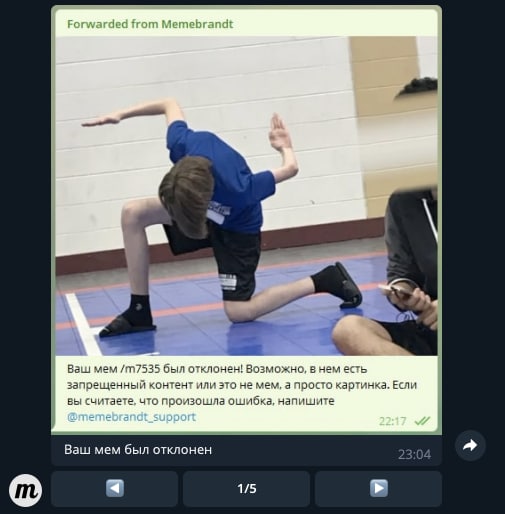 Forwarded from Memebrandt
Ваш мем /m7535 был отклонен! Возможно, в нем есть
запрещенный контент или это не мем, а просто картинка. Если
вы считаете, что произошла ошибка, напишите
@memebrandt_support
22:17
Ваш мем был отклонен
23:04
m
1/5